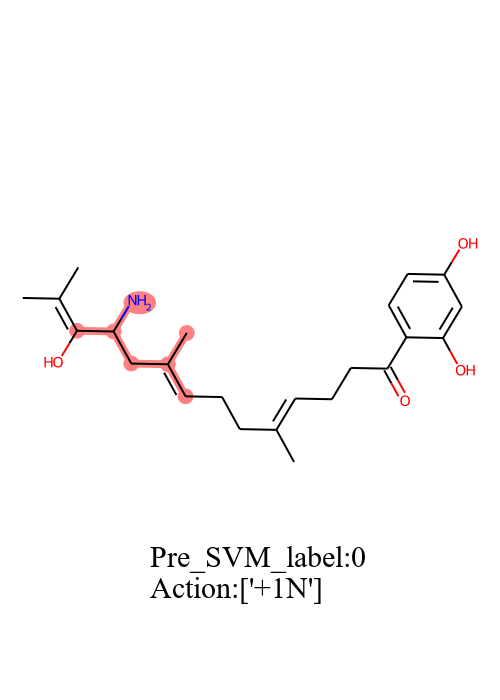 OH
NH2
HO
OH
O
Pre_SVM_label:0
Action:['+1N']